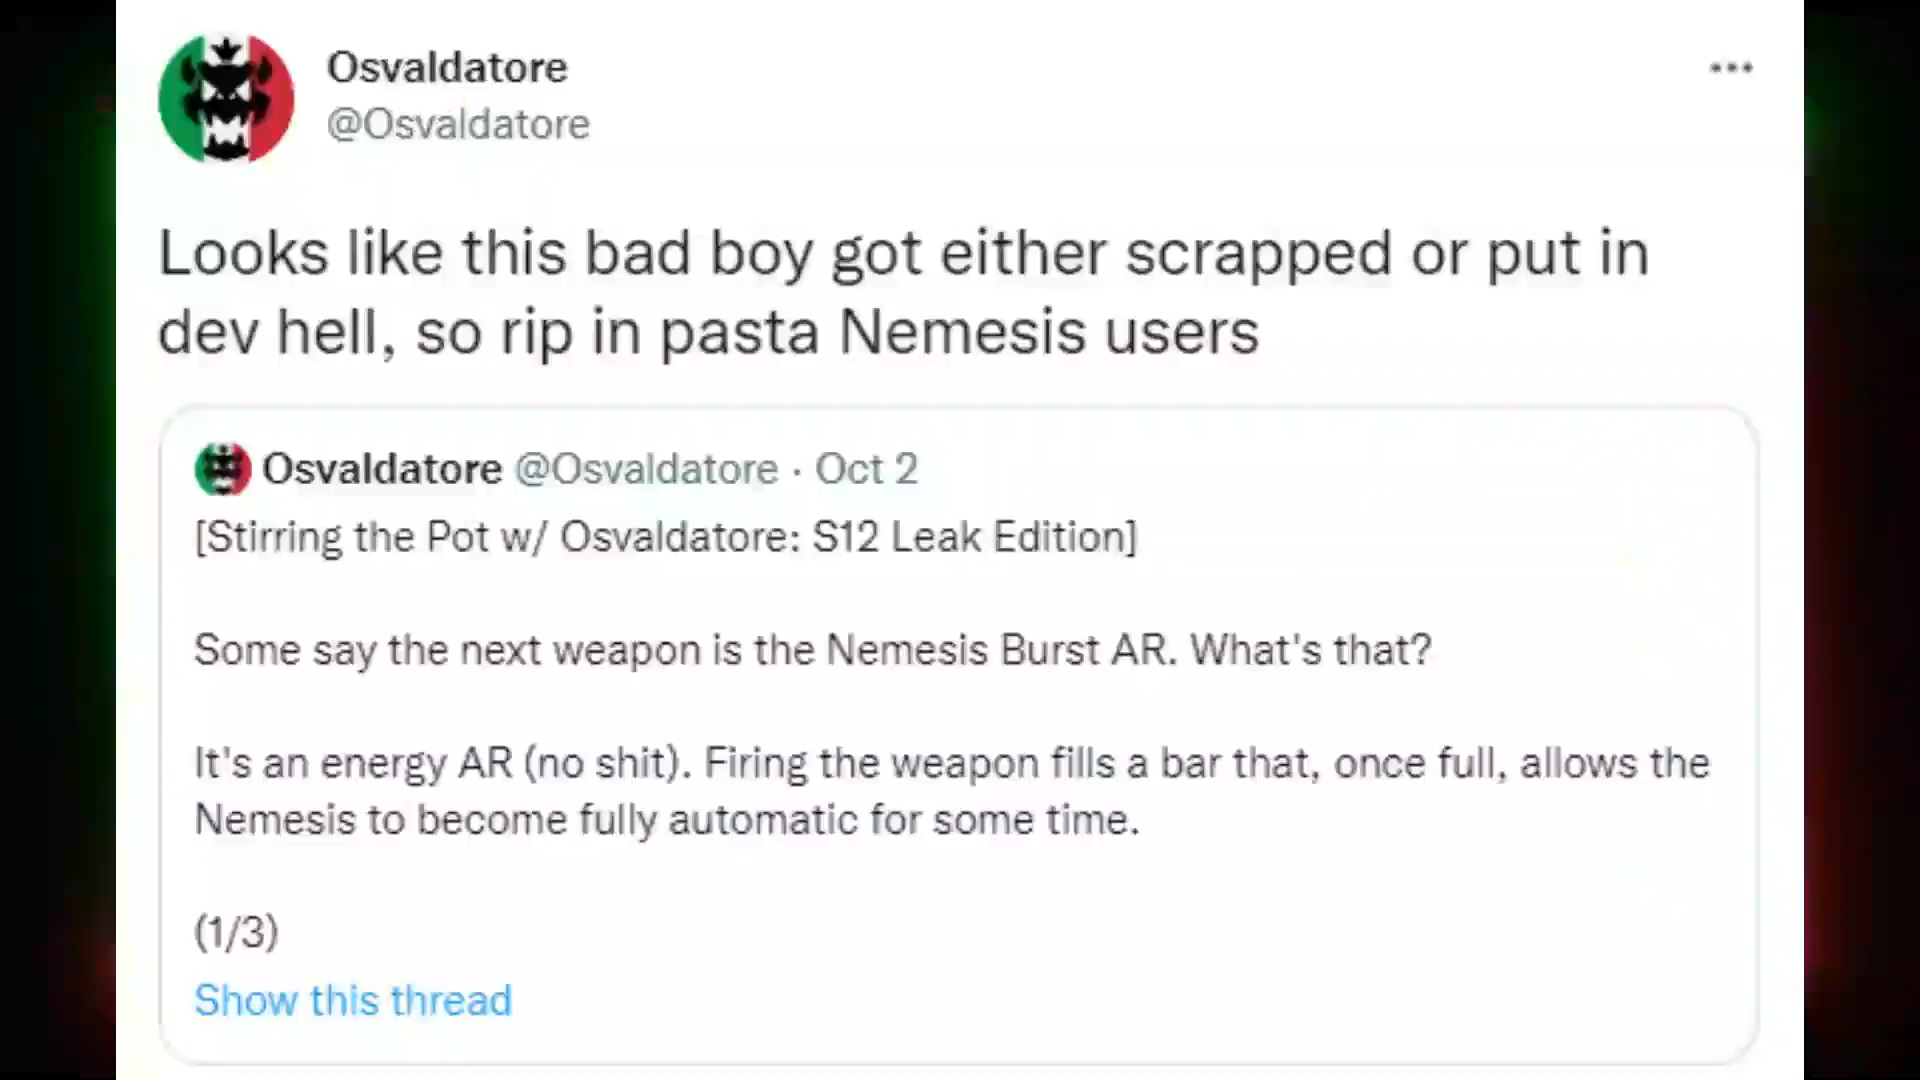 Osvaldatore
@Osvaldatore
Looks like this bad boy got either scrapped or put in
dev hell, so rip in pasta Nemesis users
Osvaldatore @Osvaldatore · Oct 2
[Stirring the Pot w/ Osvaldatore: S12 Leak Edition]
Some say the next weapon is the Nemesis Burst AR. What's that?
It's an energy AR (no shit). Firing the weapon fills a bar that, once full, allows the
Nemesis to become fully automatic for some time.
(1/3)
Show this thread